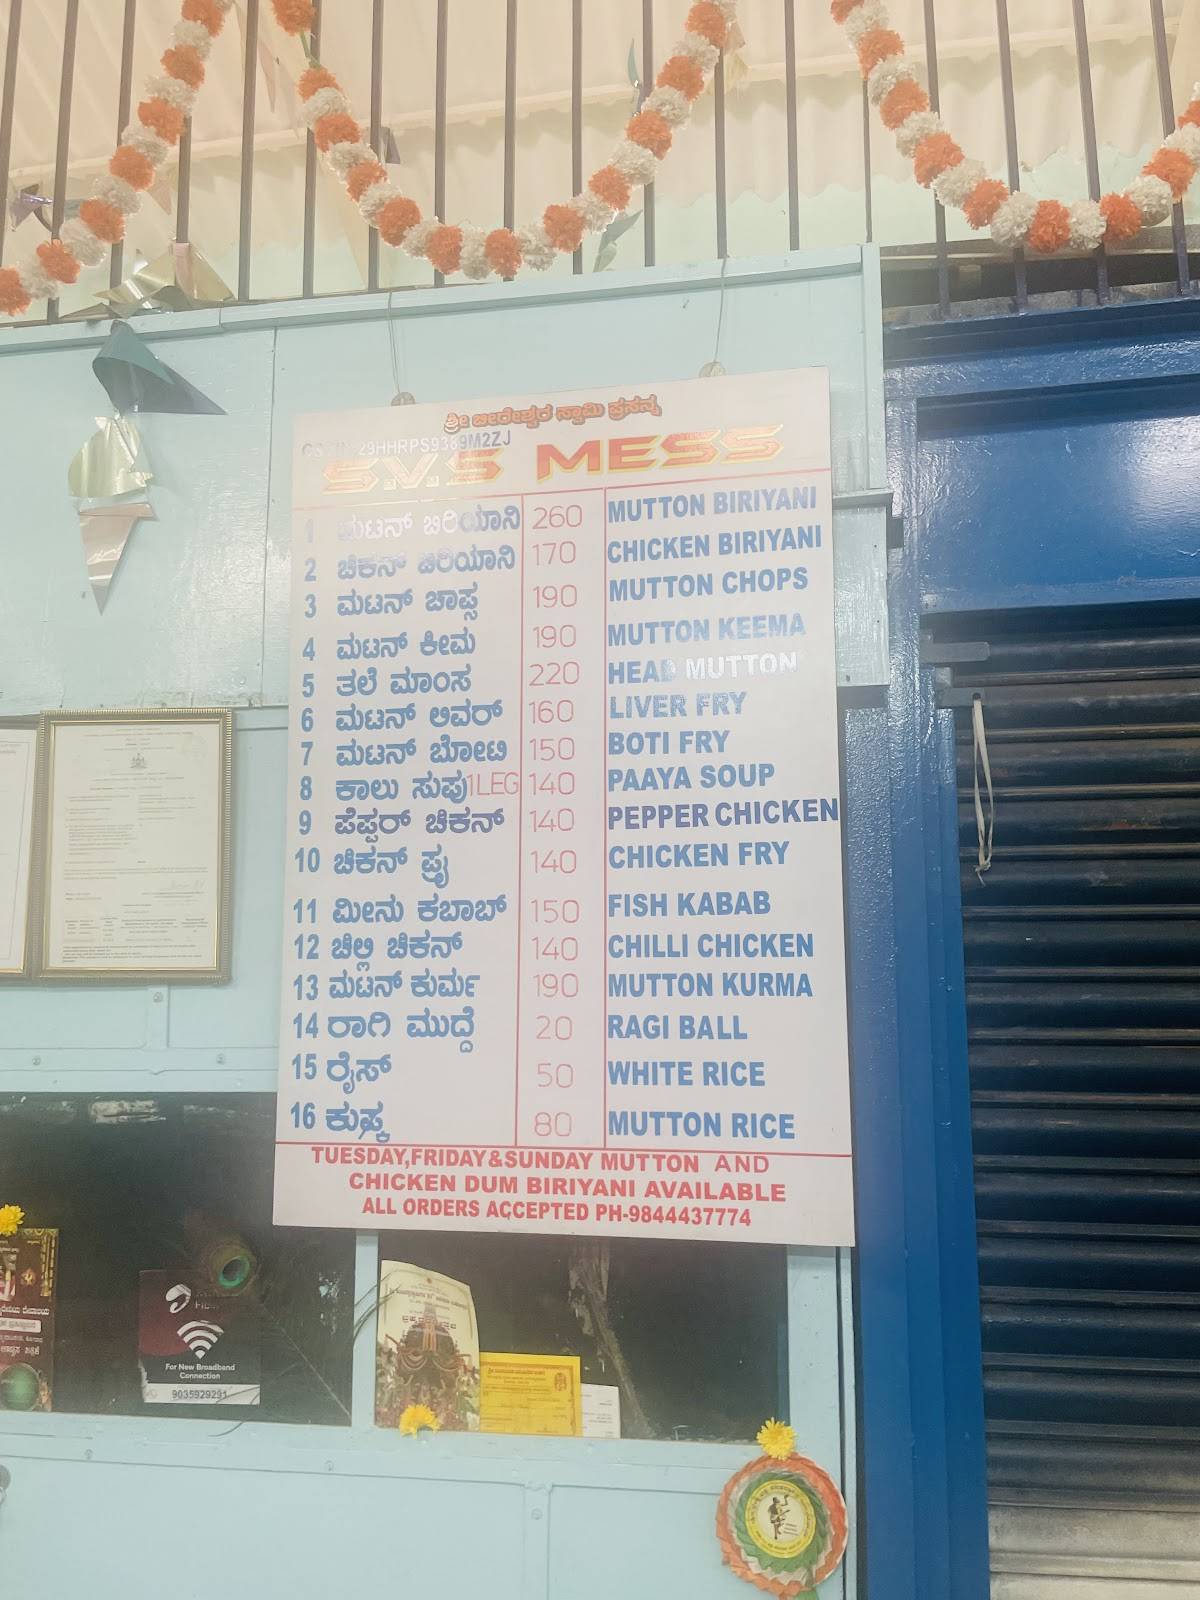 ಶ್ರೀ ಬೀರೇಶ್ವರ ಸ್ವಾಮಿ ಪ್ರಸನ್ನ
29HHRPS9389M2ZJ
S.V.S MESS
1 ಮಟನ್ ಬಿರಿಯಾನಿ 260 MUTTON BIRIYANI
2 ಚಿಕನ್ ಬಿರಿಯಾನಿ 170 CHICKEN BIRIYANI
3 ಮಟನ್ ಚಾಪ್ಸ 190 MUTTON CHOPS
4 ಮಟನ್ ಕೀಮ 190 MUTTON KEEMA
5 ತಲೆ ಮಾಂಸ 220 HEAD MUTTON
6 ಮಟನ್ ಲಿವರ್ 160 LIVER FRY
7 ಮಟನ್ ಬೋಟಿ 150 BOTI FRY
8 ಕಾಲು ಸುಪು 1LEG 140 PAAYA SOUP
9 ಪೆಪ್ಪರ್ ಚಿಕನ್ 140 PEPPER CHICKEN
10 ಚಿಕನ್ ಪ್ರೈ 140 CHICKEN FRY
11 ಮೀನು ಕಬಾಬ್ 150 FISH KABAB
12 ಚಿಲ್ಲಿ ಚಿಕನ್ 140 CHILLI CHICKEN
13 ಮಟನ್ ಕುರ್ಮ 190 MUTTON KURMA
14 ರಾಗಿ ಮುದ್ದೆ 20 RAGI BALL
15 ರೈಸ್ 50 WHITE RICE
16 ಕುಷ್ಕ 80 MUTTON RICE
TUESDAY,FRIDAY&SUNDAY MUTTON AND
CHICKEN DUM BIRIYANI AVAILABLE
ALL ORDERS ACCEPTED PH-9844437774
For New Broadband
Connection
9035929291